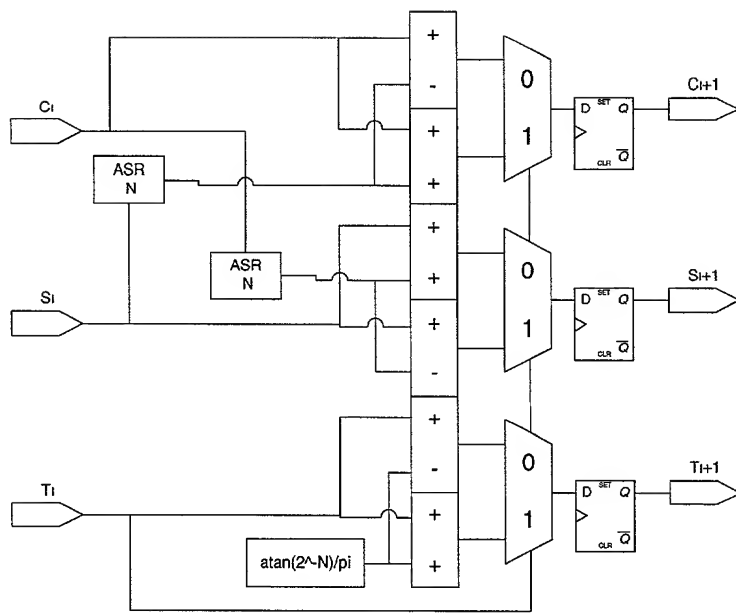 CI
ASR
N
ASR
N
SI
TI
atan(2^-N)/pi
+
-
+
+
+
+
+
-
+
-
+
+
0
1
0
1
0
1
D SET Q
CLR Q
D SET Q
CLR Q
D SET Q
CLR Q
CI+1
SI+1
TI+1